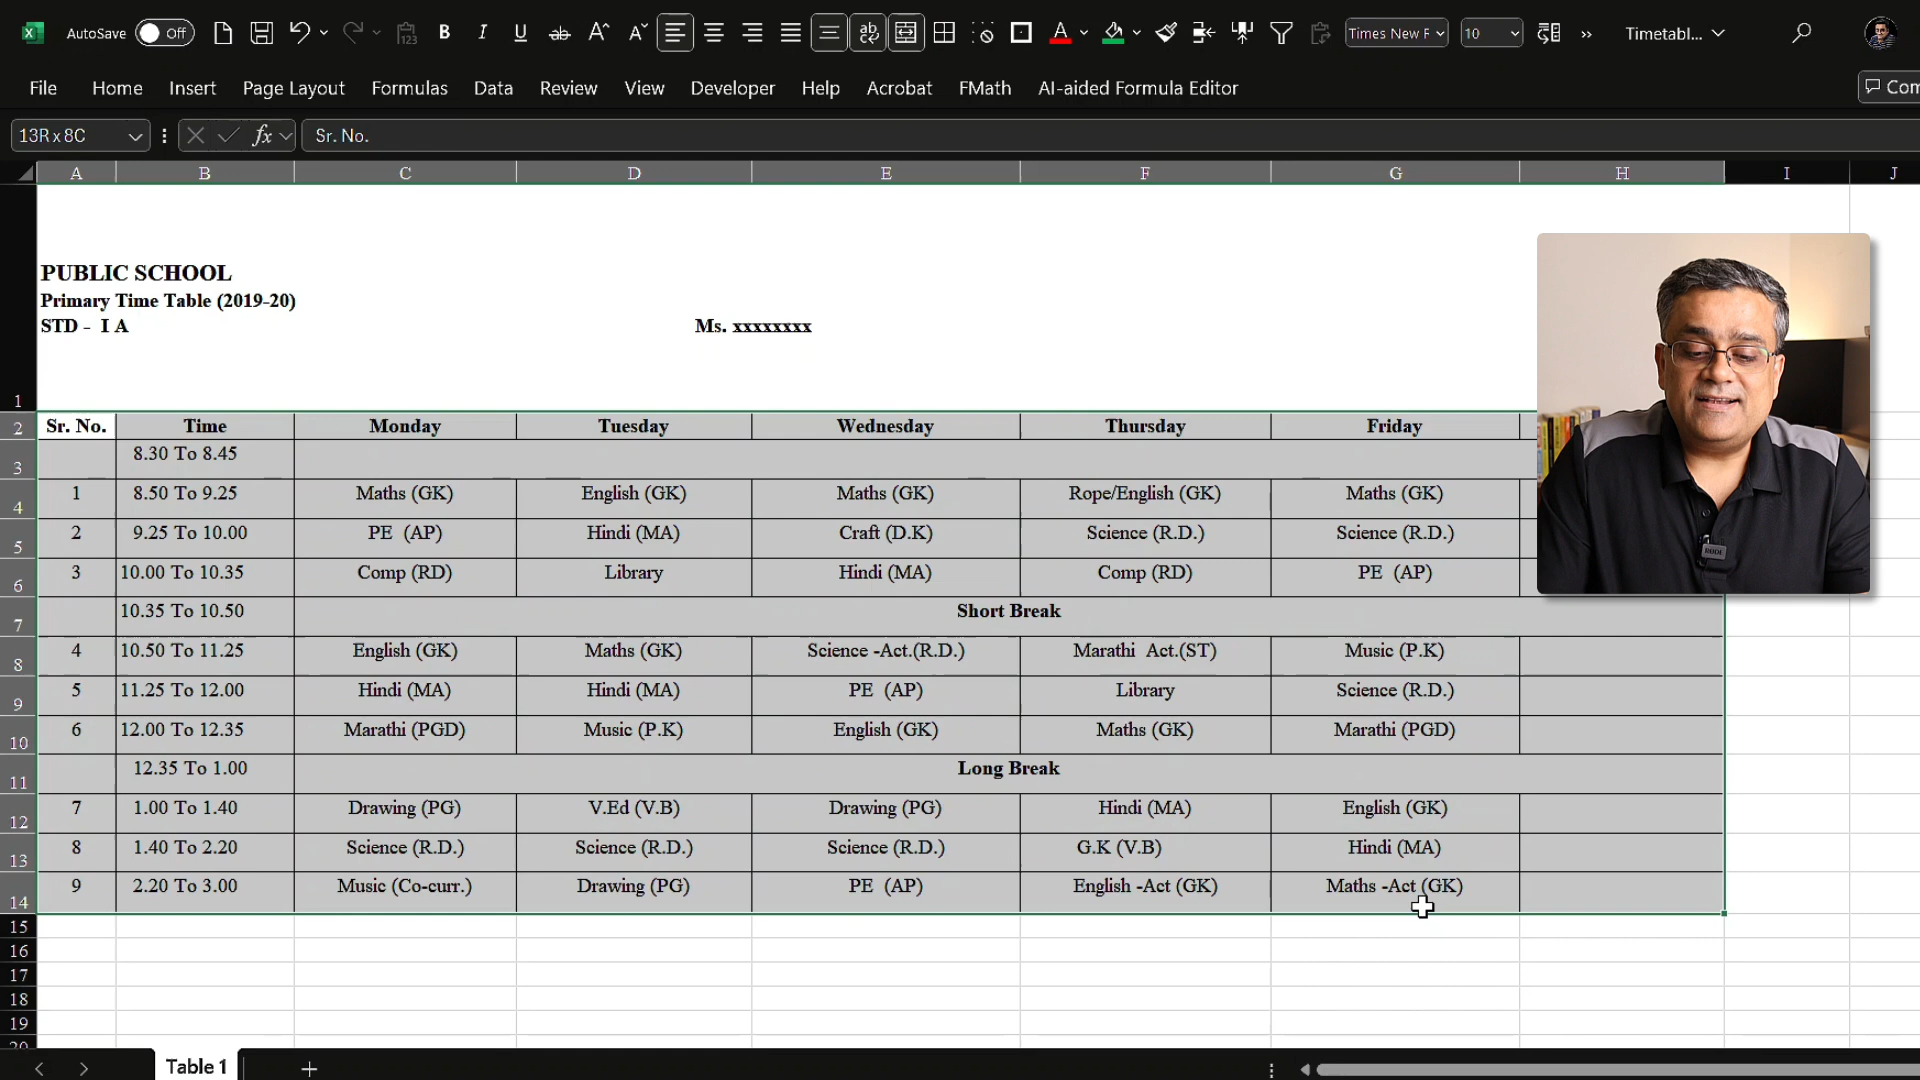 AutoSave Off B I U ab A A ab A Times New F 10 » Timetabl...
File Home Insert Page Layout Formulas Data Review View Developer Help Acrobat FMath AI-aided Formula Editor Com
13R x 8C fx Sr. No.
A B C D E F G H I J
PUBLIC SCHOOL
Primary Time Table (2019-20)
STD - I A Ms. xxxxxxxx
1
2 Sr. No. Time Monday Tuesday Wednesday Thursday Friday
3 8.30 To 8.45
4 1 8.50 To 9.25 Maths (GK) English (GK) Maths (GK) Rope/English (GK) Maths (GK)
5 2 9.25 To 10.00 PE (AP) Hindi (MA) Craft (D.K) Science (R.D.) Science (R.D.)
6 3 10.00 To 10.35 Comp (RD) Library Hindi (MA) Comp (RD) PE (AP)
7 10.35 To 10.50 Short Break
8 4 10.50 To 11.25 English (GK) Maths (GK) Science -Act.(R.D.) Marathi Act.(ST) Music (P.K)
9 5 11.25 To 12.00 Hindi (MA) Hindi (MA) PE (AP) Library Science (R.D.)
10 6 12.00 To 12.35 Marathi (PGD) Music (P.K) English (GK) Maths (GK) Marathi (PGD)
11 12.35 To 1.00 Long Break
12 7 1.00 To 1.40 Drawing (PG) V.Ed (V.B) Drawing (PG) Hindi (MA) English (GK)
13 8 1.40 To 2.20 Science (R.D.) Science (R.D.) Science (R.D.) G.K (V.B) Hindi (MA)
14 9 2.20 To 3.00 Music (Co-curr.) Drawing (PG) PE (AP) English -Act (GK) Maths -Act (GK)
15
16
17
18
19
20
Table 1
RODE